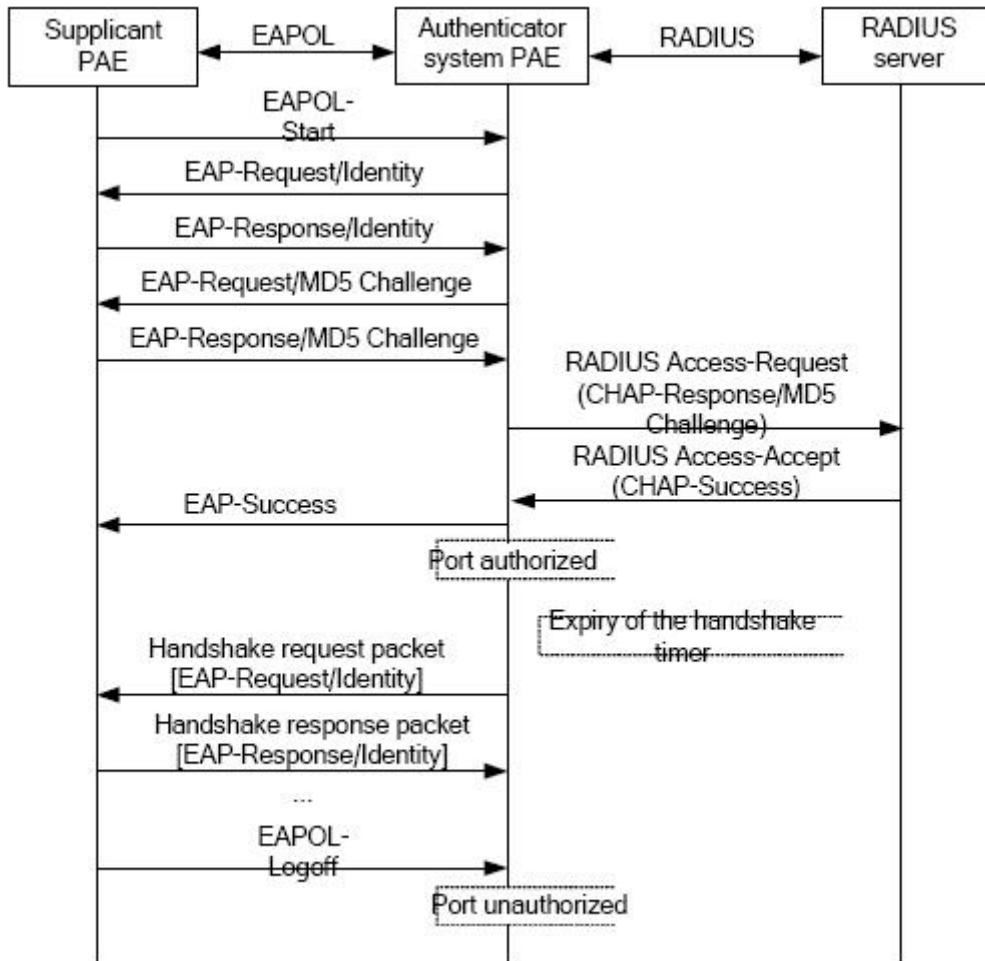 Supplicant
PAE
EAPOL
Authenticator
system PAE
RADIUS
RADIUS
server
EAPOL-
Start
EAP-Request/Identity
EAP-Response/Identity
EAP-Request/MD5 Challenge
EAP-Response/MD5 Challenge
RADIUS Access-Request
(CHAP-Response/MD5
Challenge)
RADIUS Access-Accept
(CHAP-Success)
EAP-Success
Port authorized
Expiry of the handshake
timer
Handshake request packet
[EAP-Request/Identity]
Handshake response packet
[EAP-Response/Identity]
...
EAPOL-
Logoff
Port unauthorized